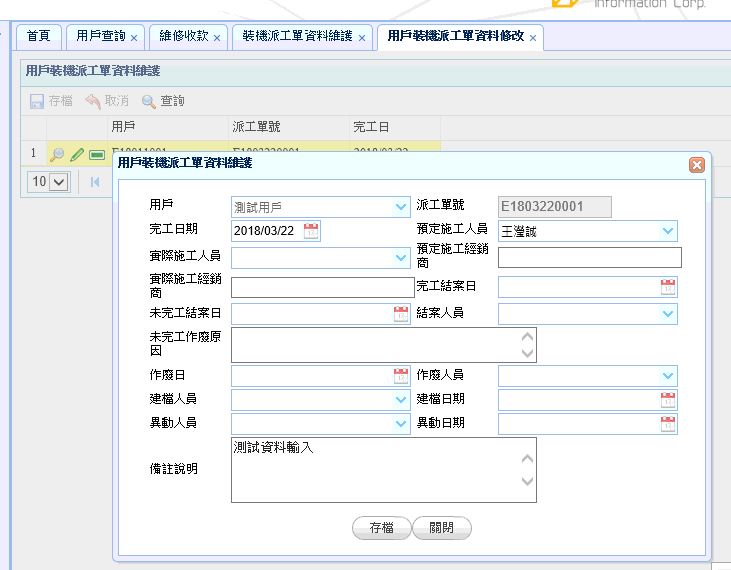 Information Corp.
首頁 用戶查詢 × 維修收款 × 裝機派工單資料維護 × 用戶裝機派工單資料修改 ×
用戶裝機派工單資料維護
存檔 取消 查詢
用戶 派工單號 完工日
1 E18011001 E1803220001 2018/03/22
10
用戶裝機派工單資料維護
用戶 測試用戶 派工單號 E1803220001
完工日期 2018/03/22 預定施工人員 王瀅誠
實際施工人員 預定施工經銷商
實際施工經銷商 完工結案日
未完工結案日 結案人員
未完工作廢原因
作廢日 作廢人員
建檔人員 建檔日期
異動人員 異動日期
備註說明 測試資料輸入
存檔 關閉